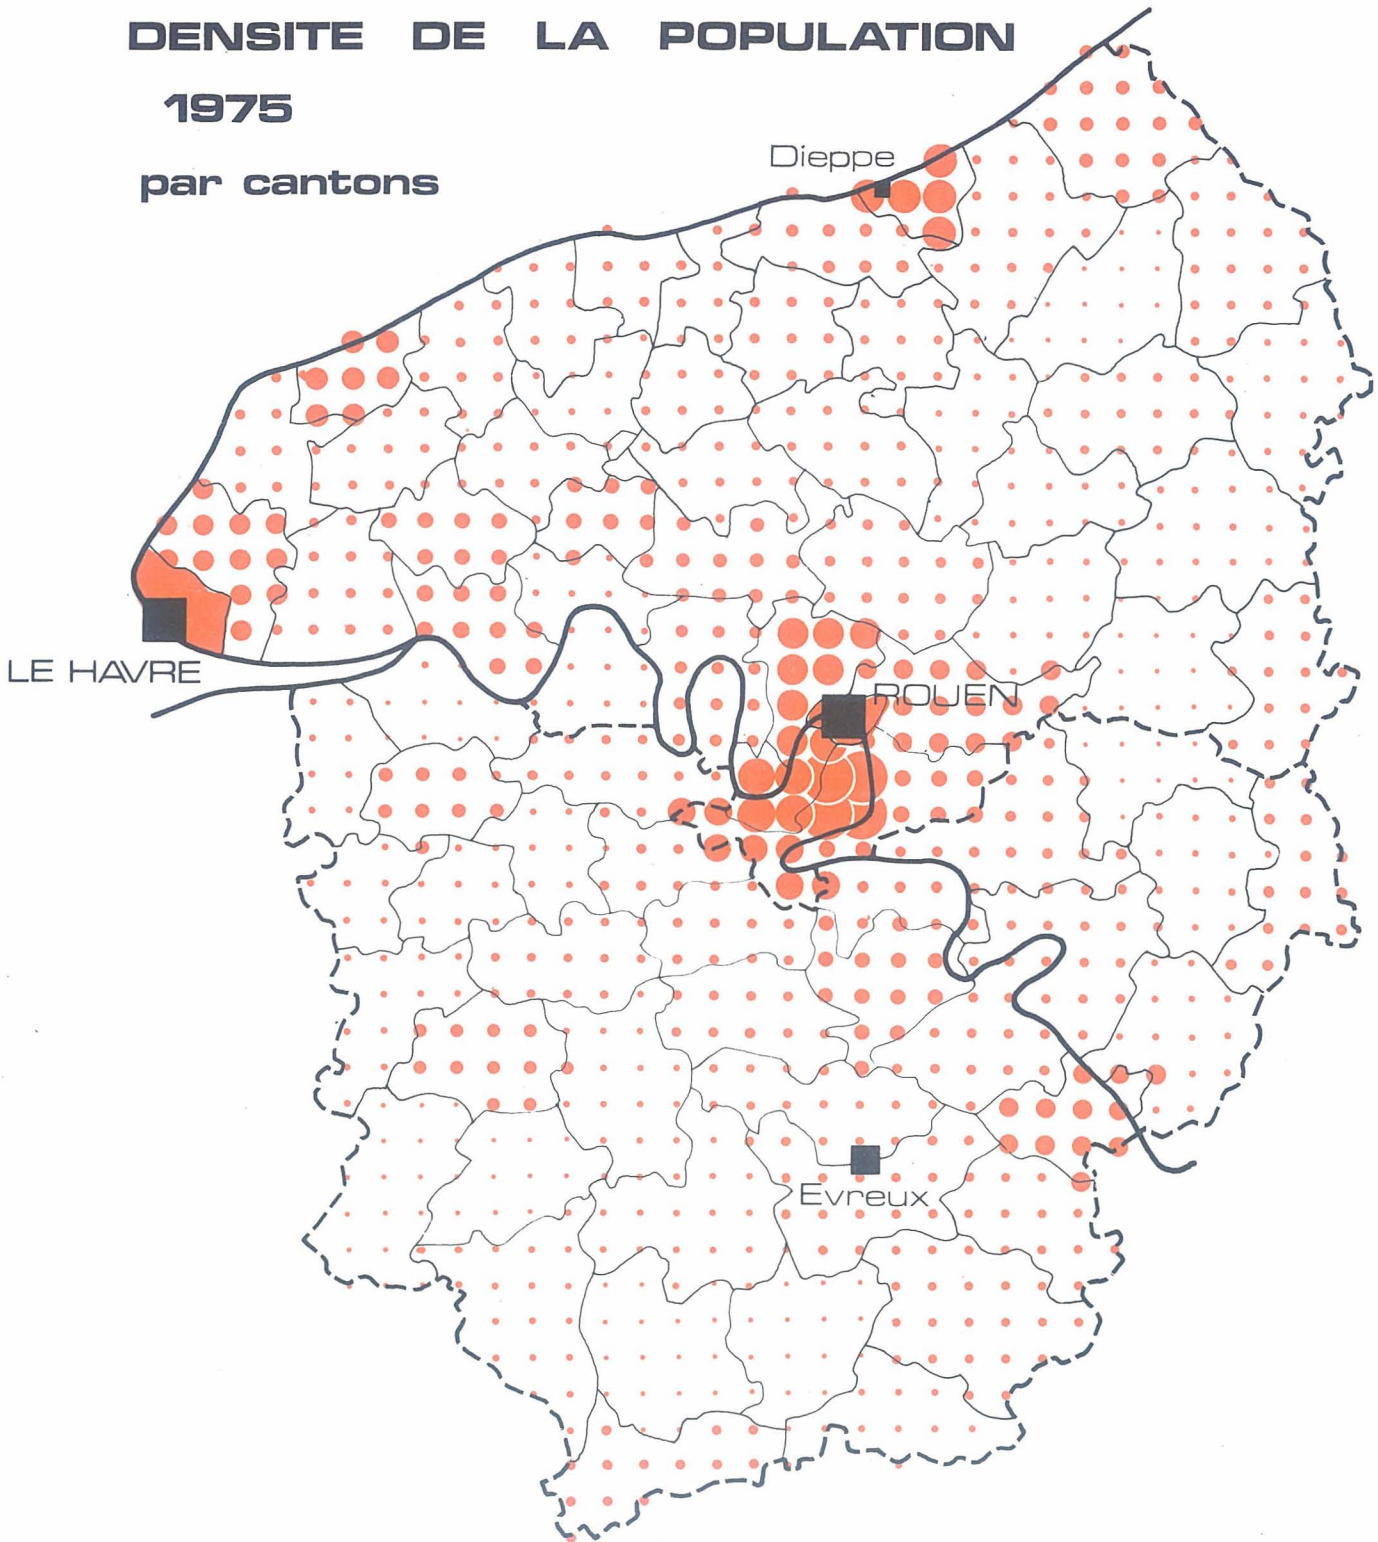 DENSITE DE LA POPULATION
1975
par cantons
Dieppe
LE HAVRE
ROUEN
Evreux